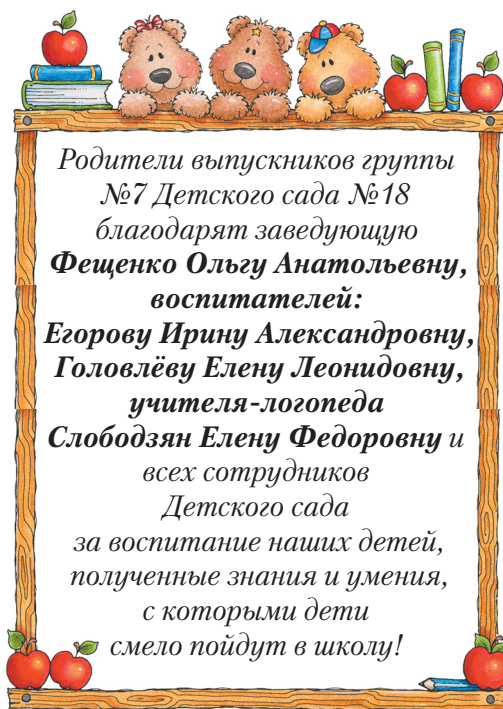 Родители выпускников группы
№7 Детского сада №18
благодарят заведующую
Фещенко Ольгу Анатольевну,
воспитателей:
Егорову Ирину Александровну,
Головлёву Елену Леонидовну,
учителя-логопеда
Слободзян Елену Федоровну и
всех сотрудников
Детского сада
за воспитание наших детей,
полученные знания и умения,
с которыми дети
смело пойдут в школу!